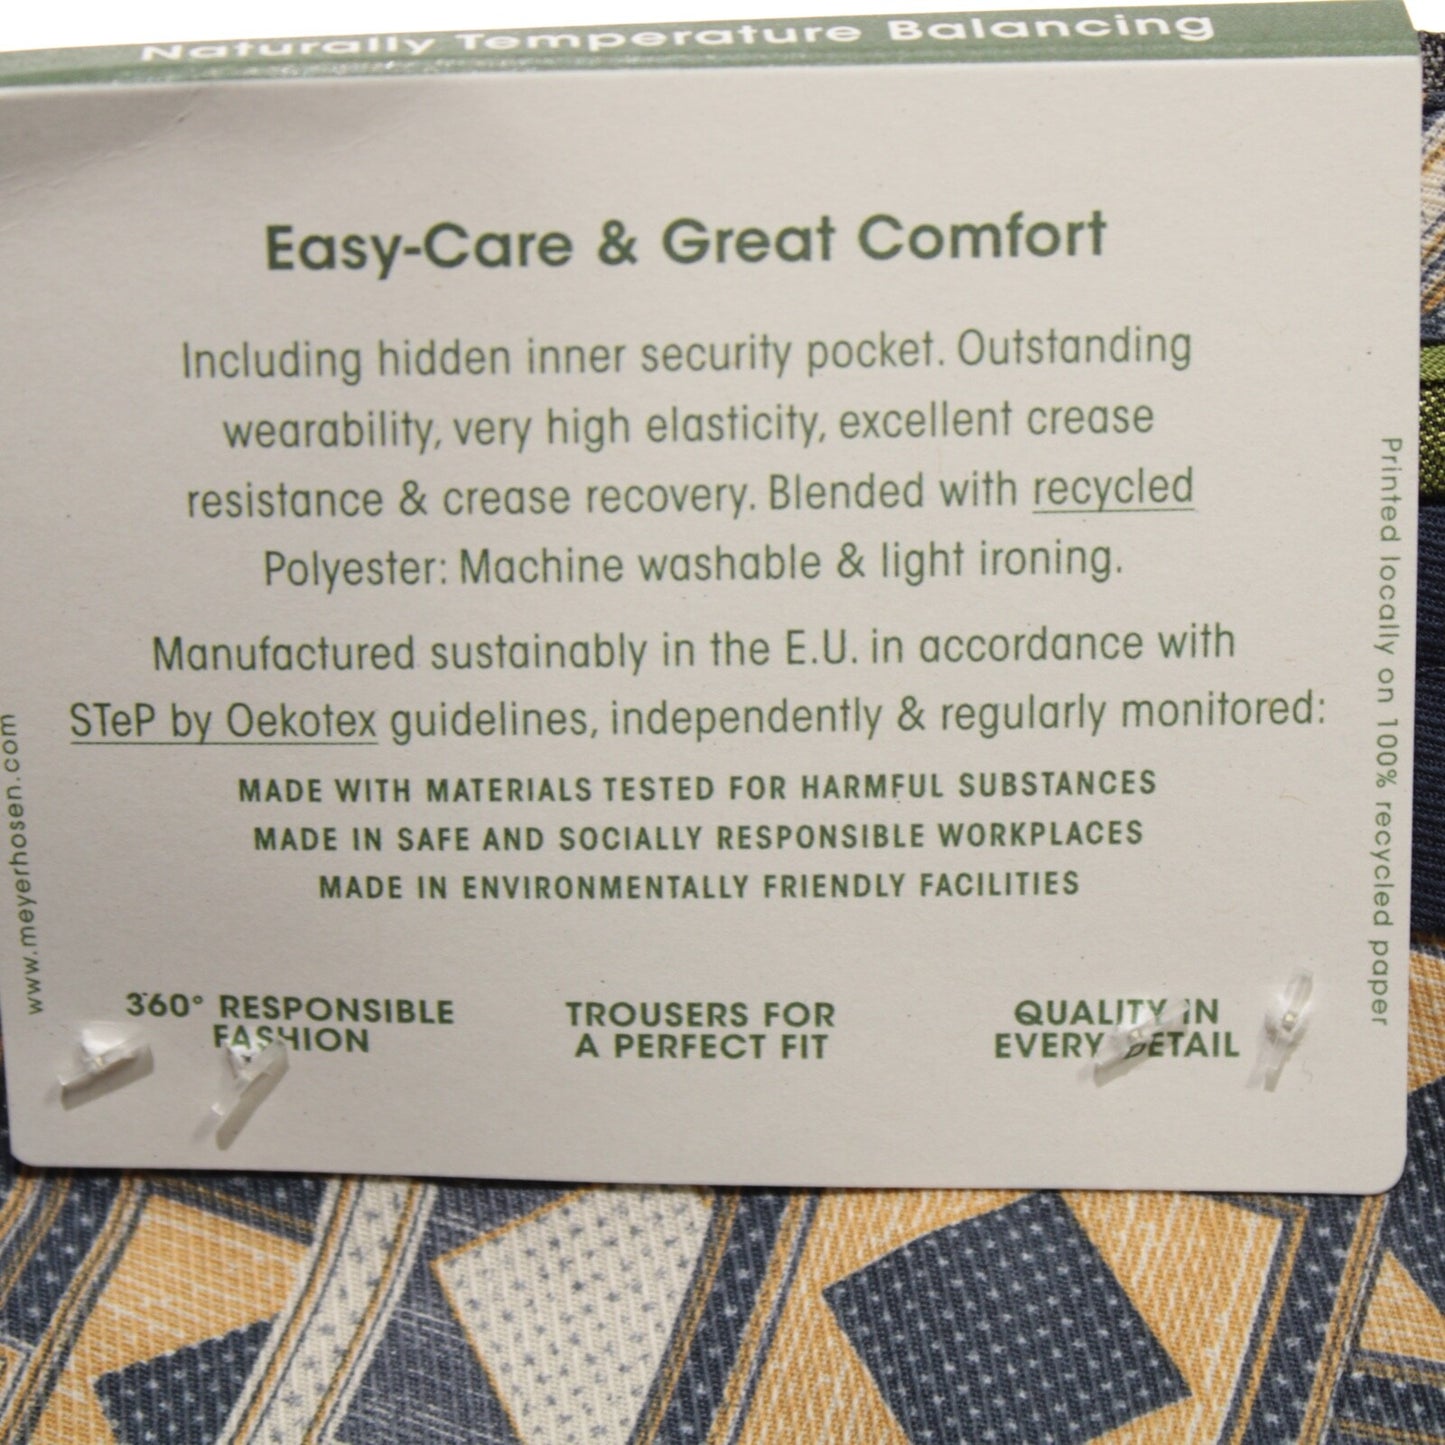 Naturally Temperature Balancing
Easy-Care & Great Comfort
Including hidden inner security pocket. Outstanding
wearability, very high elasticity, excellent crease
resistance & crease recovery. Blended with recycled
Polyester: Machine washable & light ironing.
Manufactured sustainably in the E.U. in accordance with
STeP by Oekotex guidelines, independently & regularly monitored:
MADE WITH MATERIALS TESTED FOR HARMFUL SUBSTANCES
MADE IN SAFE AND SOCIALLY RESPONSIBLE WORKPLACES
MADE IN ENVIRONMENTALLY FRIENDLY FACILITIES
360° RESPONSIBLE
FASHION
TROUSERS FOR
A PERFECT FIT
QUALITY IN
EVERY DETAIL
www.meyerhosen.com
Printed locally on 100% recycled paper